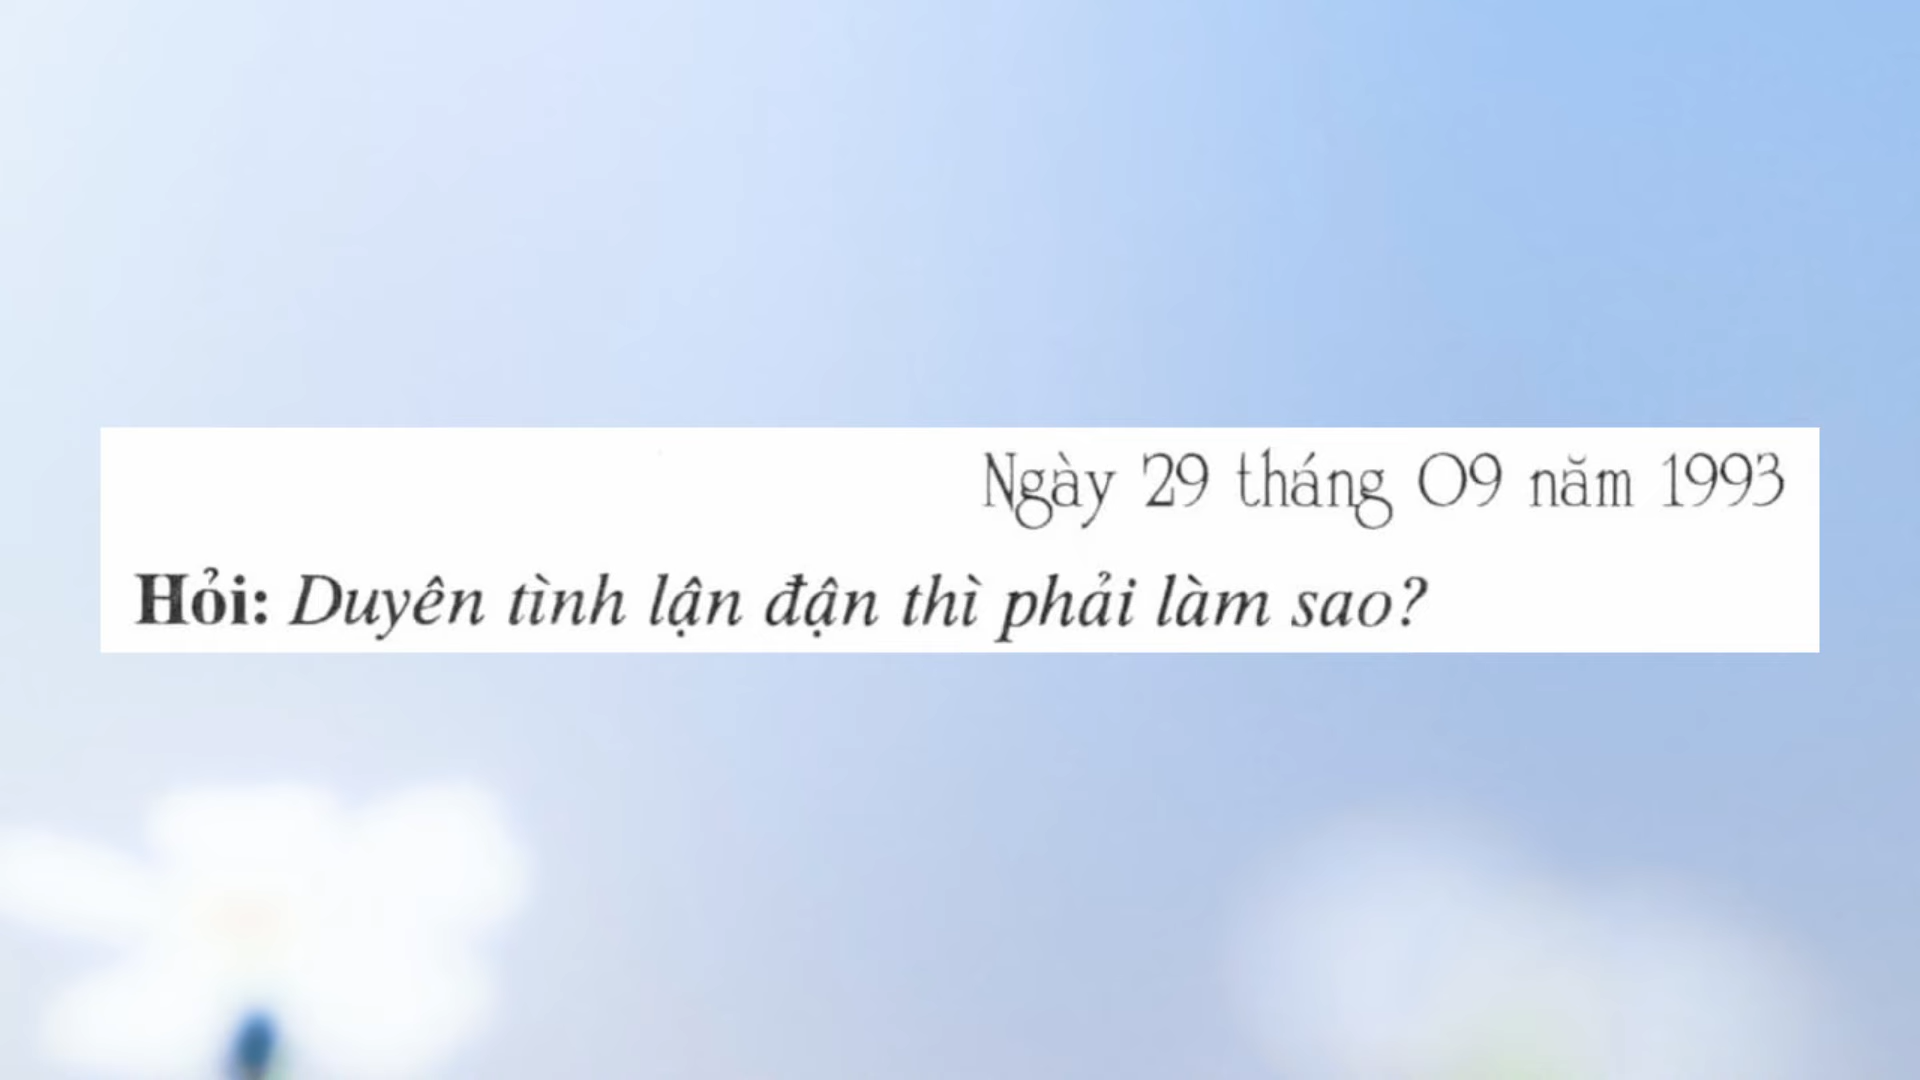 Ngày 29 tháng 09 năm 1993
Hỏi: Duyên tình lận đận thì phải làm sao?